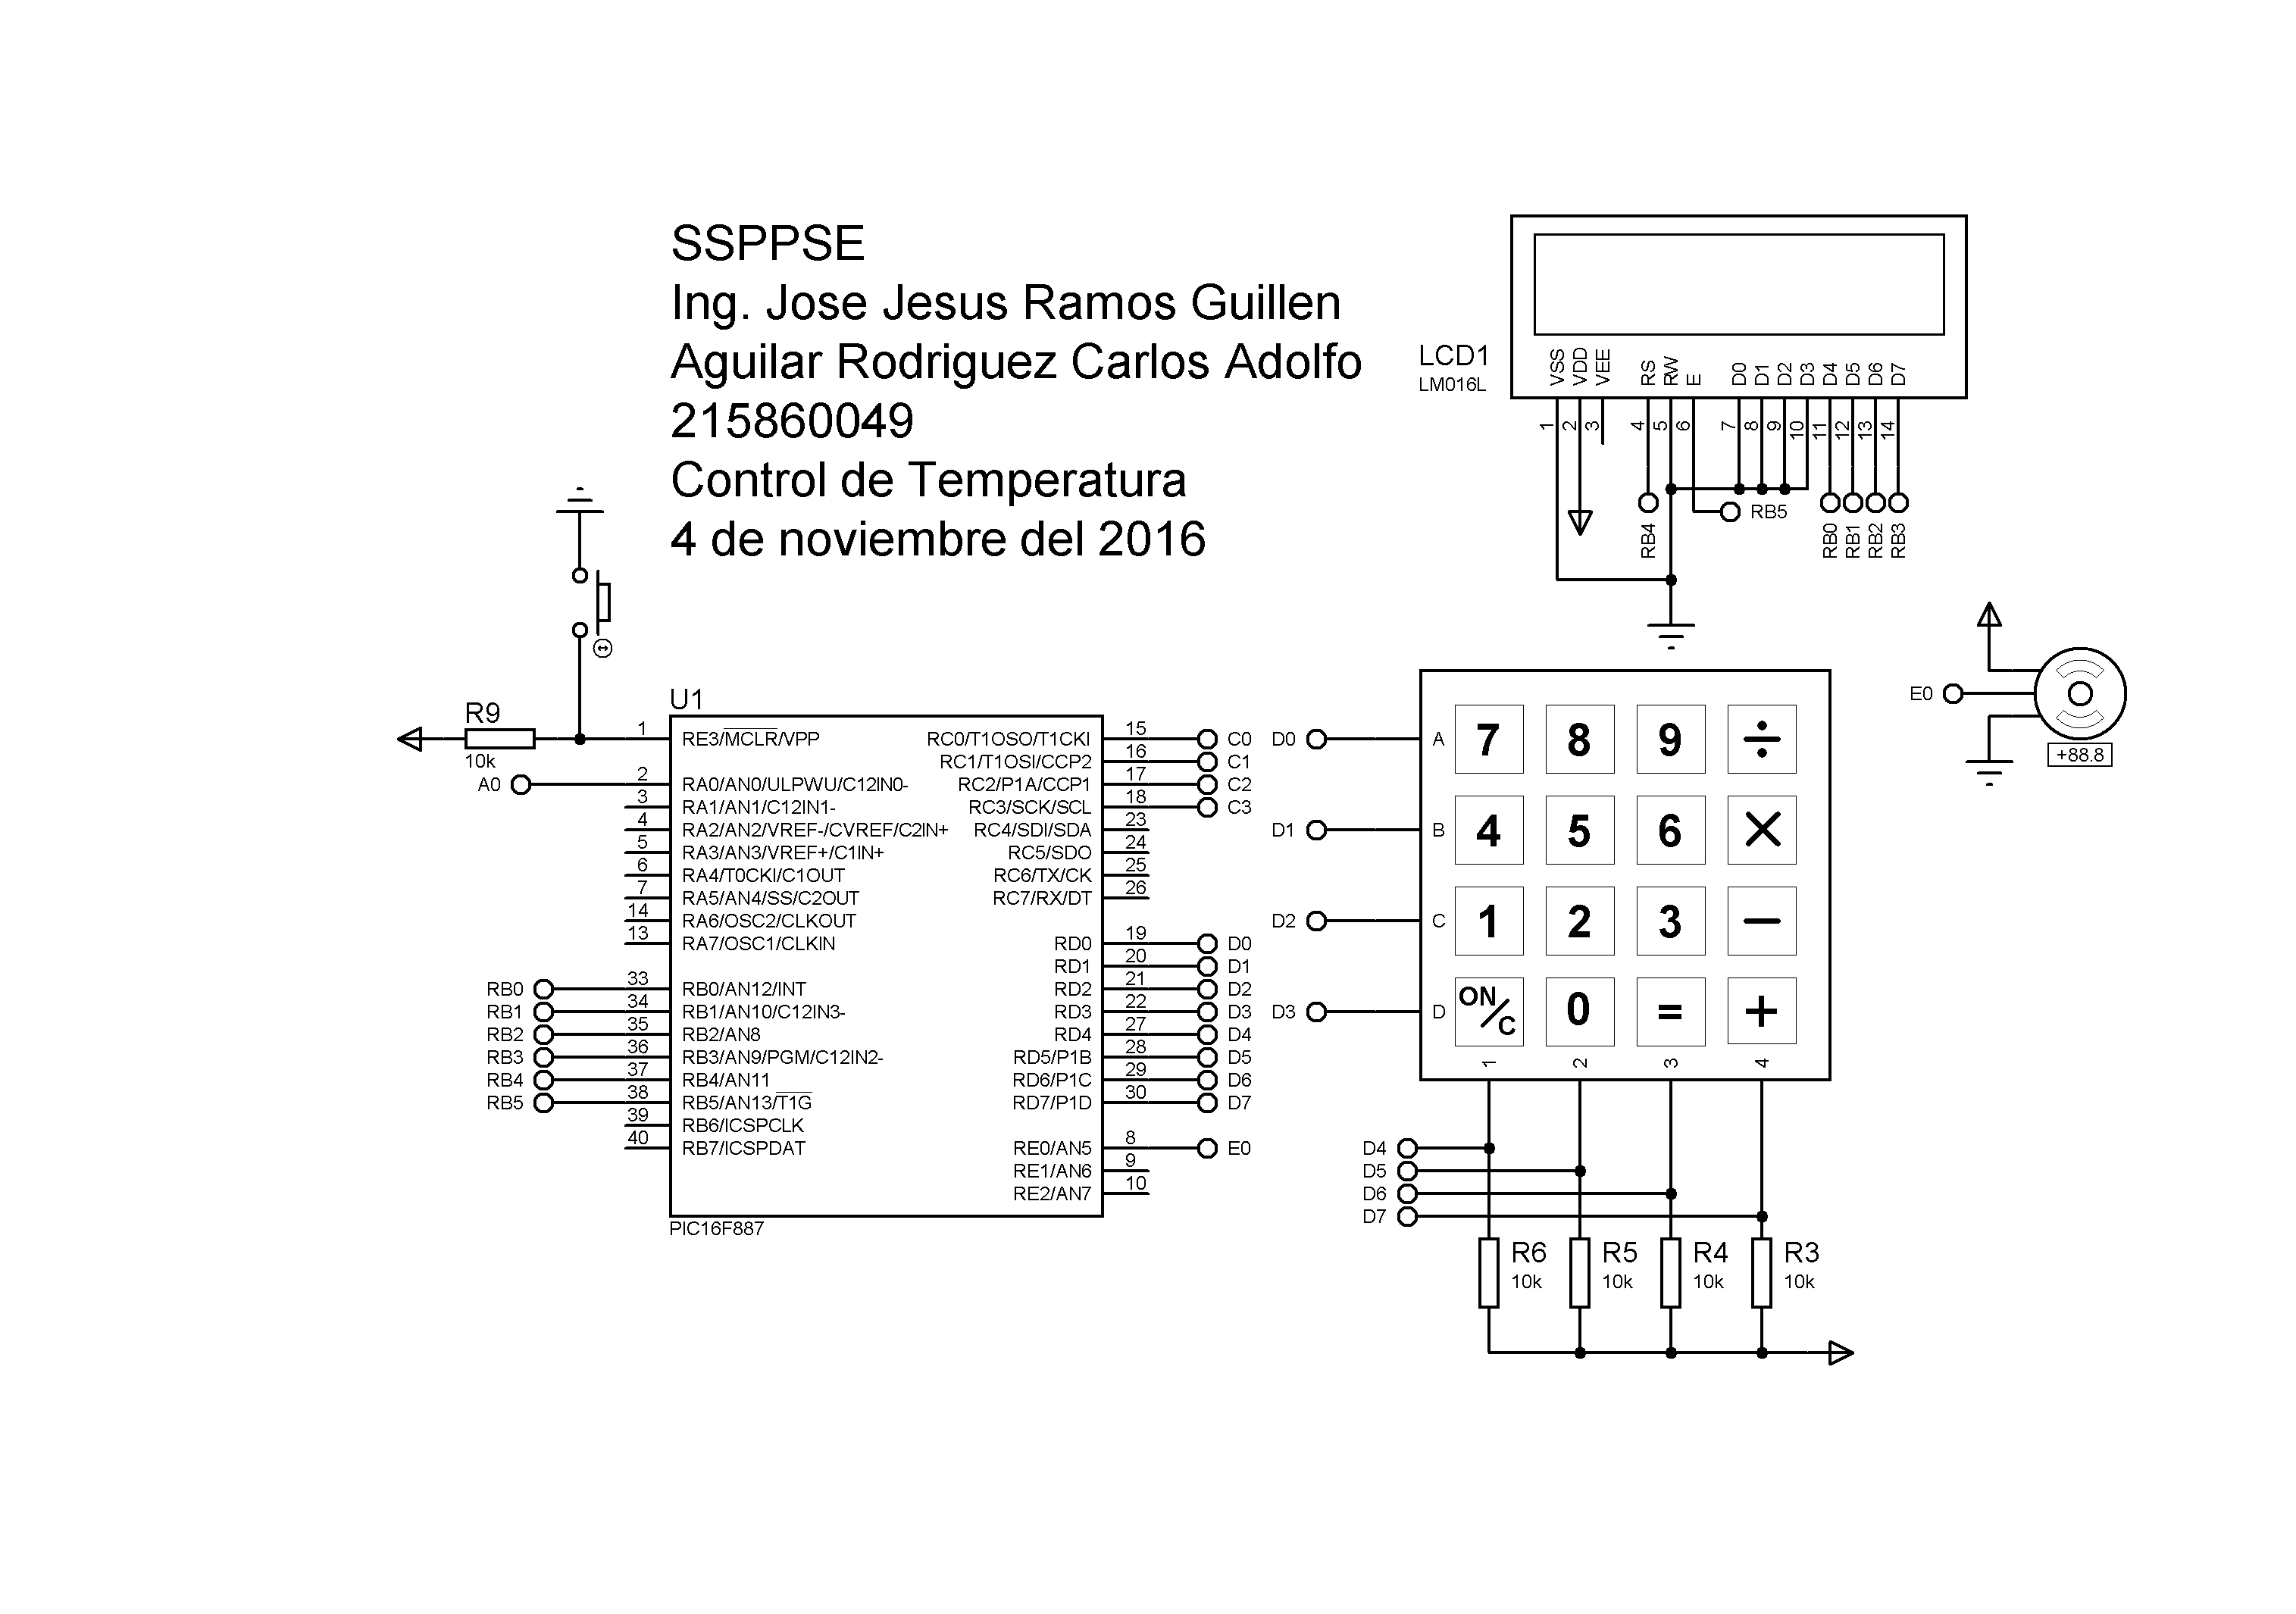 SSPPSE
Ing. Jose Jesus Ramos Guillen
Aguilar Rodriguez Carlos Adolfo
215860049
Control de Temperatura
4 de noviembre del 2016
LCD1
LM016L
VSS VDD VEE RS RW E D0 D1 D2 D3 D4 D5 D6 D7
1 2 3 4 5 6 7 8 9 10 11 12 13 14
RB4 RB5 RB0 RB1 RB2 RB3
R9
10k
A0
U1
1 RE3/MCLR/VPP
2 RA0/AN0/ULPWU/C12IN0-
3 RA1/AN1/C12IN1-
4 RA2/AN2/VREF-/CVREF/C2IN+
5 RA3/AN3/VREF+/C1IN+
6 RA4/T0CKI/C1OUT
7 RA5/AN4/SS/C2OUT
14 RA6/OSC2/CLKOUT
13 RA7/OSC1/CLKIN
RB0 33 RB0/AN12/INT
RB1 34 RB1/AN10/C12IN3-
RB2 35 RB2/AN8
RB3 36 RB3/AN9/PGM/C12IN2-
RB4 37 RB4/AN11
RB5 38 RB5/AN13/T1G
39 RB6/ICSPCLK
40 RB7/ICSPDAT
RC0/T1OSO/T1CKI 15 C0
RC1/T1OSI/CCP2 16 C1
RC2/P1A/CCP1 17 C2
RC3/SCK/SCL 18 C3
RC4/SDI/SDA 23
RC5/SDO 24
RC6/TX/CK 25
RC7/RX/DT 26
RD0 19 D0
RD1 20 D1
RD2 21 D2
RD3 22 D3
RD4 27 D4
RD5/P1B 28 D5
RD6/P1C 29 D6
RD7/P1D 30 D7
RE0/AN5 8 E0
RE1/AN6 9
RE2/AN7 10
PIC16F887
D0 A 7 8 9 ÷
D1 B 4 5 6 ×
D2 C 1 2 3 −
D3 D ON/C 0 = +
1 2 3 4
D4
D5
D6
D7
R6 R5 R4 R3
10k 10k 10k 10k
E0
+88.8